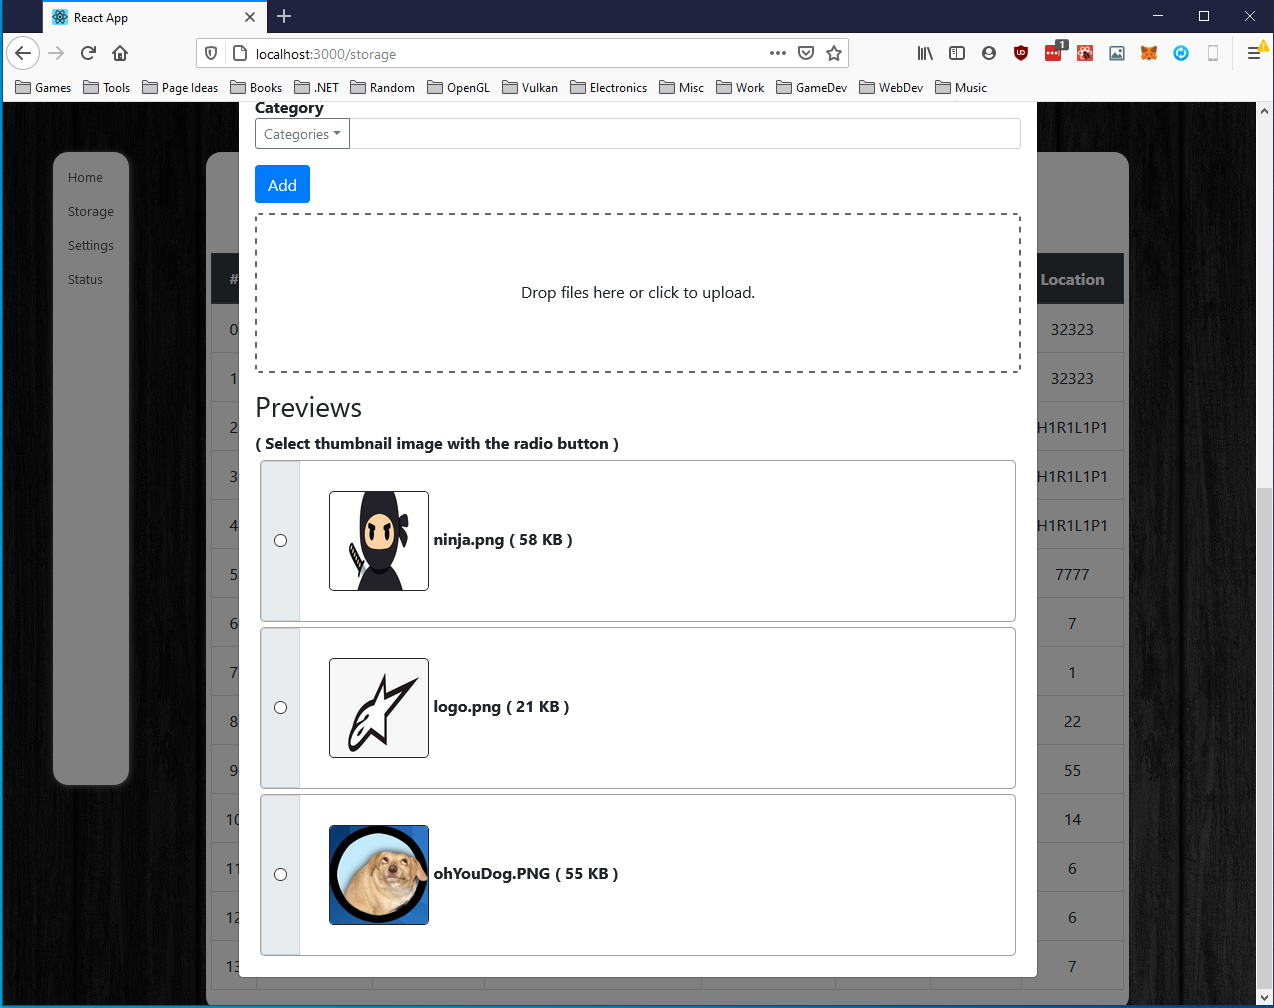 React App
localhost:3000/storage
1
Games Tools Page Ideas Books .NET Random OpenGL Vulkan Electronics Misc Work GameDev WebDev Music
Home
Storage
Settings
Status
Category
Categories
Add
Drop files here or click to upload.
Previews
( Select thumbnail image with the radio button )
ninja.png ( 58 KB )
logo.png ( 21 KB )
ohYouDog.PNG ( 55 KB )
# Location
0 32323
1 32323
2 H1R1L1P1
3 H1R1L1P1
4 H1R1L1P1
5 7777
6 7
7 1
8 22
9 55
10 14
11 6
12 6
13 7